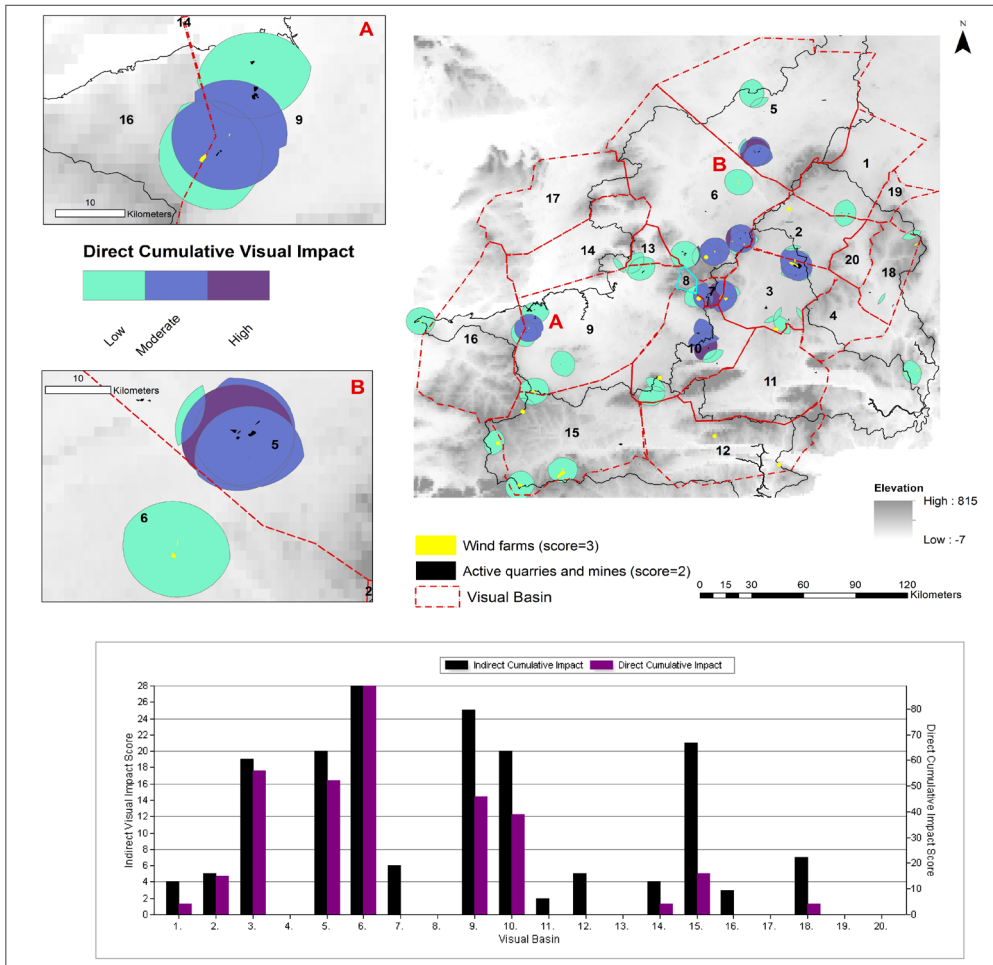 14
A
16
9
10
Kilometers
Direct Cumulative Visual Impact
Low
Moderate
High
10
Kilometers
B
5
6
2
N
5
B
6
1
17
19
2
14
13
20
18
8
7
3
4
A
9
16
10
11
15
12
Elevation
High : 815
Low : -7
Wind farms (score=3)
Active quarries and mines (score=2)
Visual Basin
0 15 30 60 90 120
Kilometers
Indirect Cumulative Impact
Direct Cumulative Impact
Indirect Visual Impact Score
28
26
24
22
20
18
16
14
12
10
8
6
4
2
0
80
70
60
50
40
30
20
10
0
Direct Cumulative Impact Score
1. 2. 3. 4. 5. 6. 7. 8. 9. 10. 11. 12. 13. 14. 15. 16. 17. 18. 19. 20.
Visual Basin